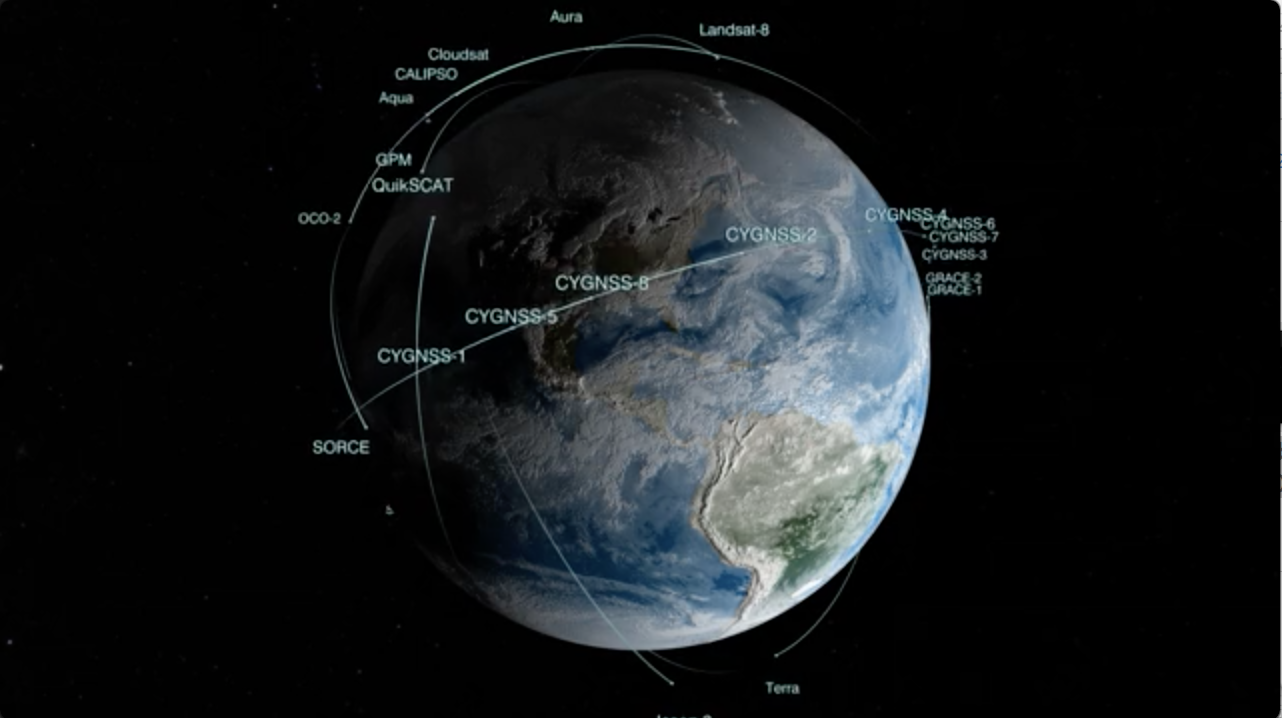 Aura
Landsat-8
Cloudsat
CALIPSO
Aqua
GPM
QuikSCAT
OCO-2
CYGNSS-4
CYGNSS-6
CYGNSS-7
CYGNSS-2
CYGNSS-3
GRACE-2
CYGNSS-8
GRACE-1
CYGNSS-5
CYGNSS-1
SORCE
Terra